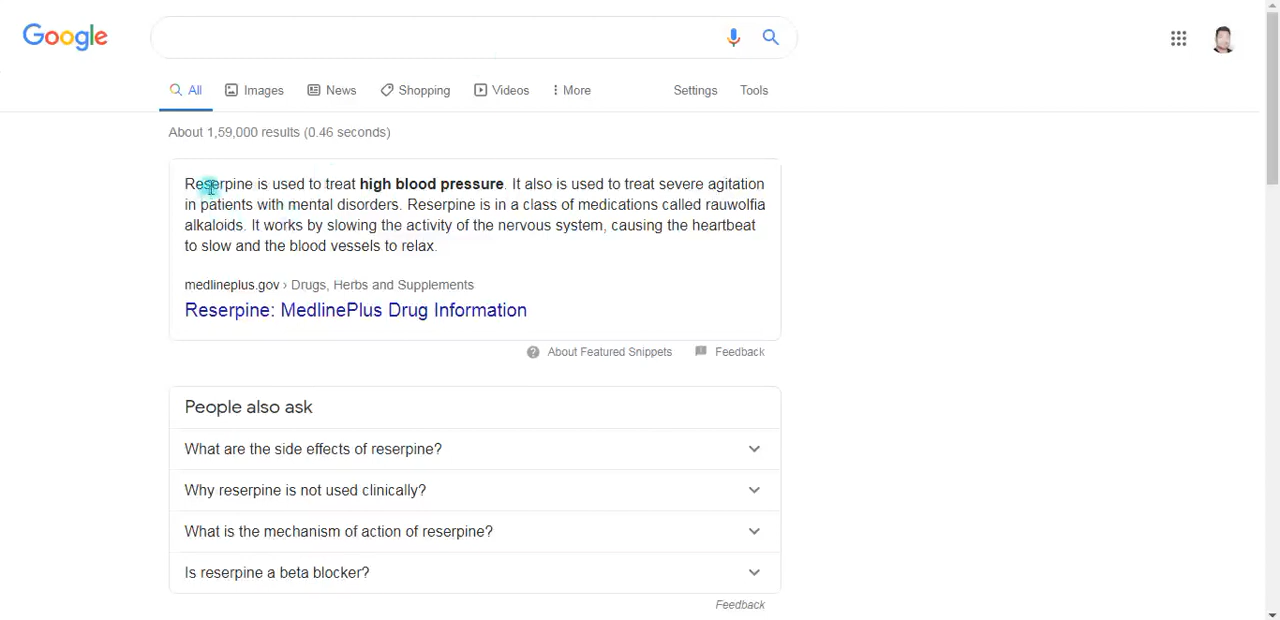 Google
All Images News Shopping Videos More Settings Tools
About 1,59,000 results (0.46 seconds)
Reserpine is used to treat high blood pressure. It also is used to treat severe agitation
in patients with mental disorders. Reserpine is in a class of medications called rauwolfia
alkaloids. It works by slowing the activity of the nervous system, causing the heartbeat
to slow and the blood vessels to relax.
medlineplus.gov › Drugs, Herbs and Supplements
Reserpine: MedlinePlus Drug Information
About Featured Snippets Feedback
People also ask
What are the side effects of reserpine?
Why reserpine is not used clinically?
What is the mechanism of action of reserpine?
Is reserpine a beta blocker?
Feedback